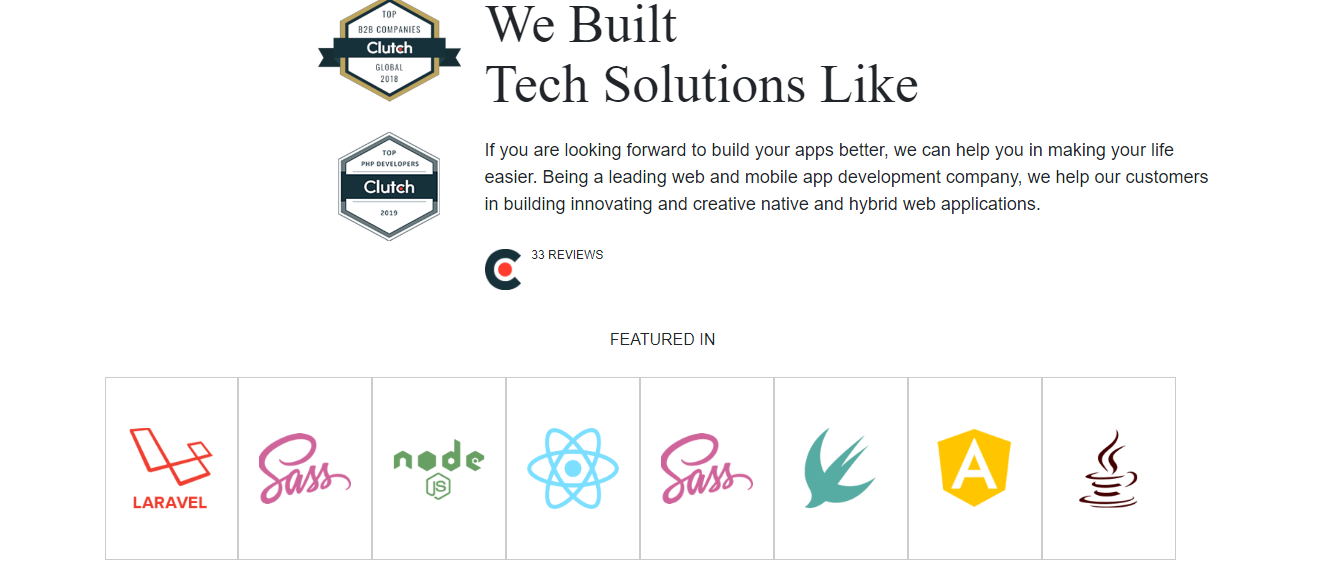 TOP
B2B COMPANIES
Clutch
GLOBAL
2018
We Built
Tech Solutions Like
TOP
PHP DEVELOPERS
Clutch
2019
If you are looking forward to build your apps better, we can help you in making your life
easier. Being a leading web and mobile app development company, we help our customers
in building innovating and creative native and hybrid web applications.
33 REVIEWS
FEATURED IN
LARAVEL
Sass
node
JS
Sass
A